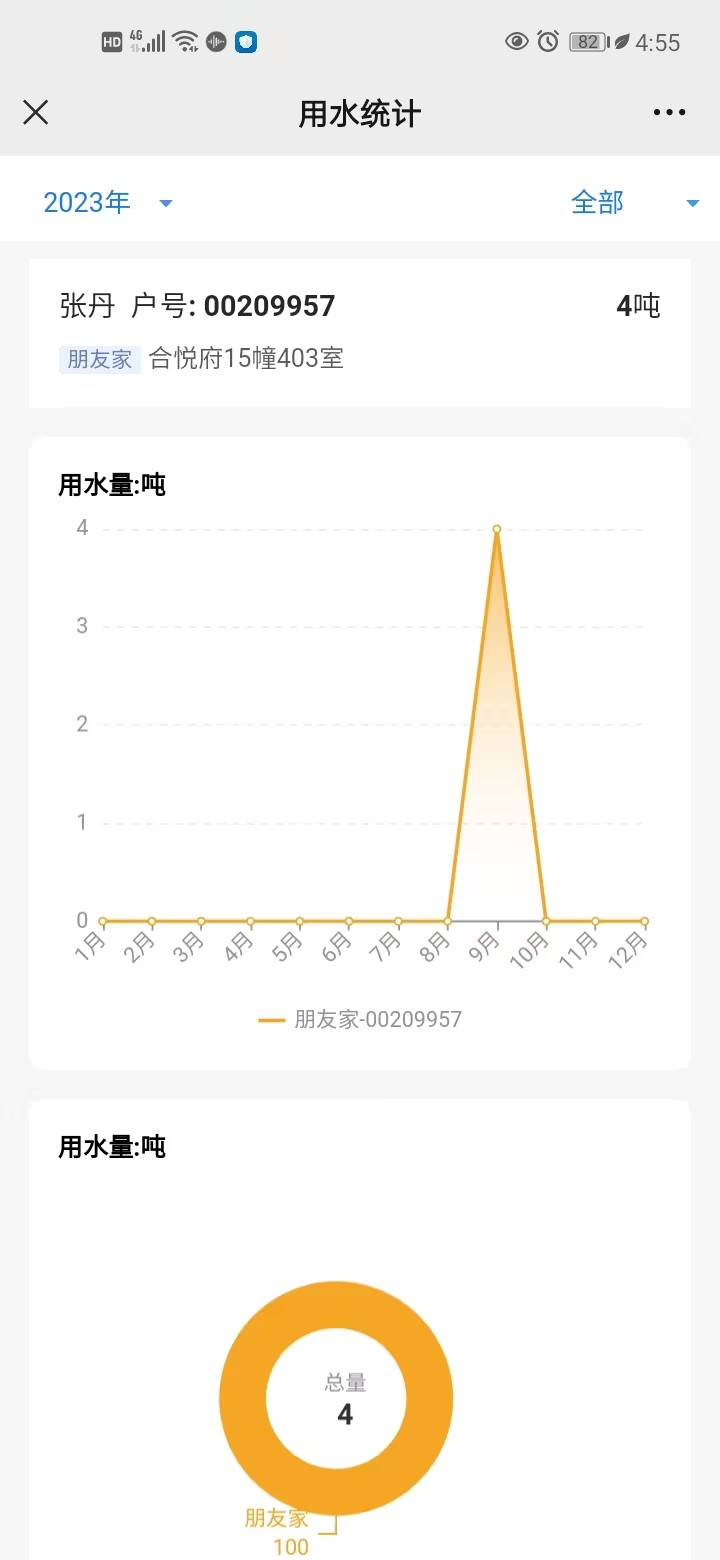 HD 4G 82 4:55
用水统计
2023年 全部
张丹 户号: 00209957 4吨
朋友家 合悦府15幢403室
用水量:吨
4
3
2
1
0
1月 2月 3月 4月 5月 6月 7月 8月 9月 10月 11月 12月
朋友家-00209957
用水量:吨
总量
4
朋友家
100